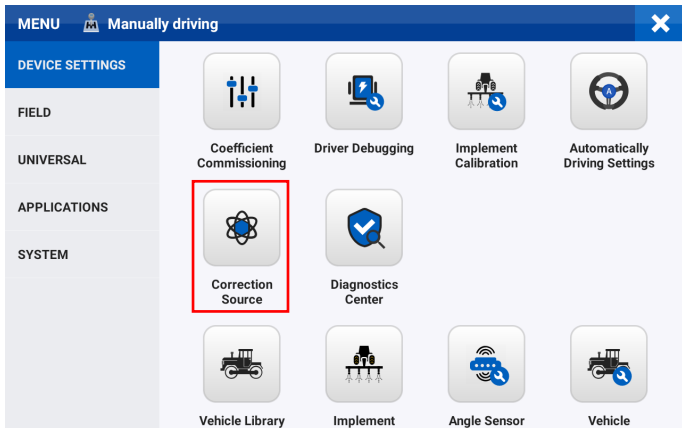 MENU
Manually driving
DEVICE SETTINGS
FIELD
UNIVERSAL
APPLICATIONS
SYSTEM
Coefficient
Commissioning
Driver Debugging
Implement
Calibration
Automatically
Driving Settings
A
Correction
Source
Diagnostics
Center
Vehicle Library
Implement
Angle Sensor
Vehicle